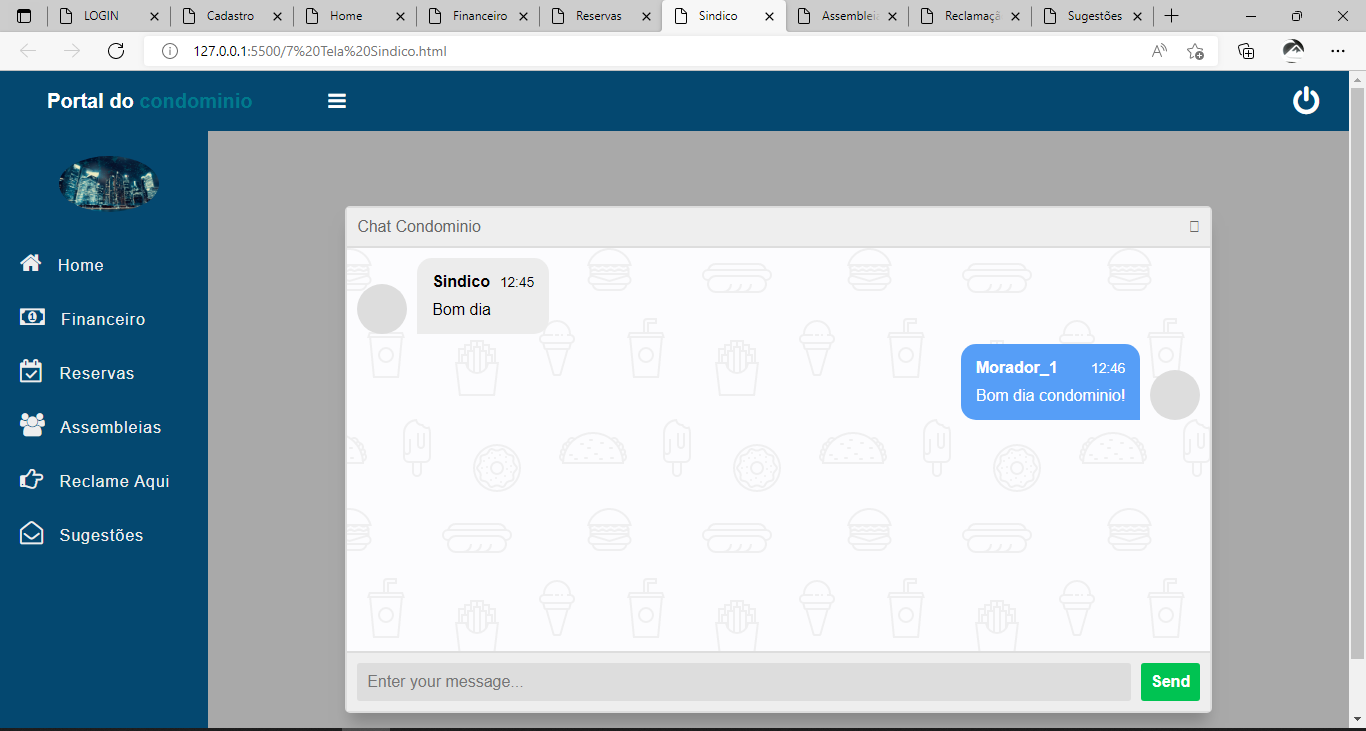 LOGIN
Cadastro
Home
Financeiro
Reservas
Sindico
Assemblei
Reclamaçã
Sugestões
127.0.0.1:5500/7%20Tela%20Sindico.html
Portal do condominio
Home
Financeiro
Reservas
Assembleias
Reclame Aqui
Sugestões
Chat Condominio
Sindico 12:45
Bom dia
Morador_1 12:46
Bom dia condominio!
Enter your message...
Send